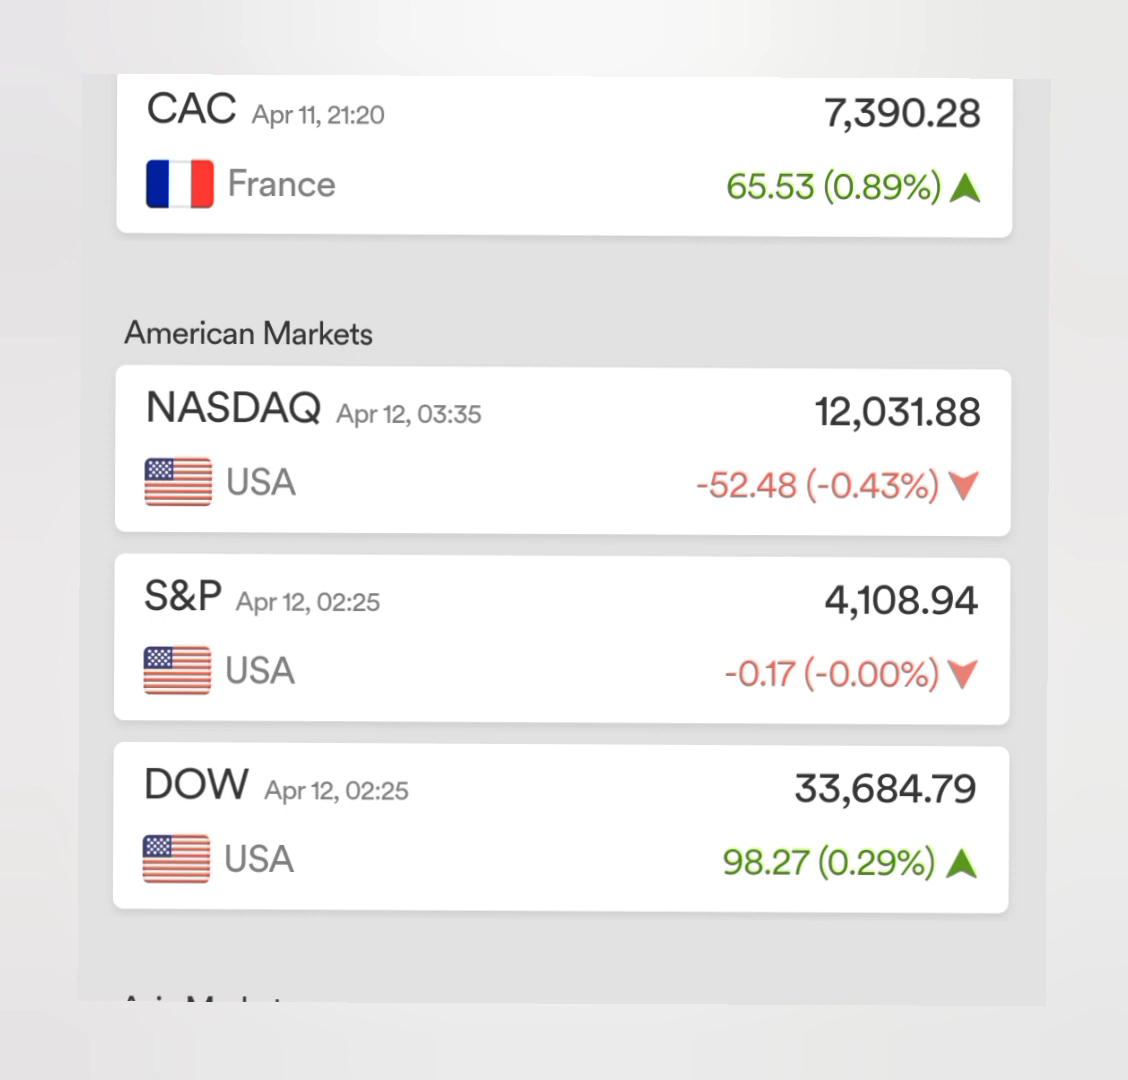 CAC Apr 11, 21:20 7,390.28
France 65.53 (0.89%)
American Markets
NASDAQ Apr 12, 03:35 12,031.88
USA -52.48 (-0.43%)
S&P Apr 12, 02:25 4,108.94
USA -0.17 (-0.00%)
DOW Apr 12, 02:25 33,684.79
USA 98.27 (0.29%)